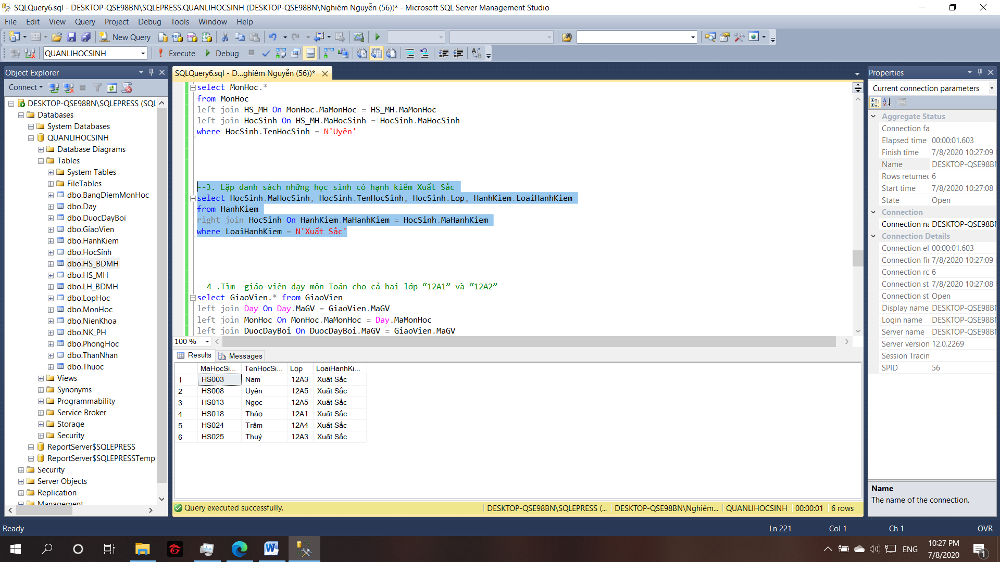 SQLQuery6.sql - DESKTOP-QSE98BN\SQLEPRESS.QUANLIHOCSINH (DESKTOP-QSE98BN\Nghiêm Nguyễn (56))* - Microsoft SQL Server Management Studio
File Edit View Query Project Debug Tools Window Help
New Query
QUANLIHOCSINH Execute Debug
Object Explorer
Connect
DESKTOP-QSE98BN\SQLEPRESS (SQL
Databases
System Databases
QUANLIHOCSINH
Database Diagrams
Tables
System Tables
FileTables
dbo.BangDiemMonHoc
dbo.Day
dbo.DuocDayBoi
dbo.GiaoVien
dbo.HanhKiem
dbo.HocSinh
dbo.HS_BDMH
dbo.HS_MH
dbo.LH_BDMH
dbo.LopHoc
dbo.MonHoc
dbo.NienKhoa
dbo.NK_PH
dbo.PhongHoc
dbo.ThanNhan
dbo.Thuoc
Views
Synonyms
Programmability
Service Broker
Storage
Security
ReportServer$SQLEPRESS
ReportServer$SQLEPRESSTempl
Security
Server Objects
Replication
Management
SQLQuery6.sql - D...ghiêm Nguyễn (56))*
select MonHoc.*
from MonHoc
left join HS_MH On MonHoc.MaMonHoc = HS_MH.MaMonHoc
left join HocSinh On HS_MH.MaHocSinh = HocSinh.MaHocSinh
where HocSinh.TenHocSinh = N'Uyên'
--3. Lập danh sách những học sinh có hạnh kiểm Xuất Sắc
select HocSinh.MaHocSinh, HocSinh.TenHocSinh, HocSinh.Lop, HanhKiem.LoaiHanhKiem
from HanhKiem
right join HocSinh On HanhKiem.MaHanhKiem = HocSinh.MaHanhKiem
where LoaiHanhKiem = N'Xuất Sắc'
--4 .Tìm  giáo viên dạy môn Toán cho cả hai lớp “12A1” và “12A2”
select GiaoVien.* from GiaoVien
left join Day On Day.MaGV = GiaoVien.MaGV
left join MonHoc On MonHoc.MaMonHoc = Day.MaMonHoc
left join DuocDayBoi On DuocDayBoi.MaGV = GiaoVien.MaGV
100 %
Results Messages
MaHocSi... TenHocSi... Lop LoaiHanhKi...
1 HS003 Nam 12A3 Xuất Sắc
2 HS008 Uyên 12A5 Xuất Sắc
3 HS013 Ngọc 12A5 Xuất Sắc
4 HS018 Thảo 12A1 Xuất Sắc
5 HS024 Trâm 12A4 Xuất Sắc
6 HS025 Thuý 12A3 Xuất Sắc
Query executed successfully. DESKTOP-QSE98BN\SQLEPRESS (... DESKTOP-QSE98BN\Nghiêm... QUANLIHOCSINH 00:00:01 6 rows
Properties
Current connection parameters
Aggregate Status
Connection fa
Elapsed time 00:00:01.603
Finish time 7/8/2020 10:27:09
Name DESKTOP-QSE98BN
Rows returned 6
Start time 7/8/2020 10:27:08
State Open
Connection
Connection na DESKTOP-QSE98BN
Connection Details
Connection el 00:00:01.603
Connection fir 7/8/2020 10:27:09
Connection ro 6
Connection st 7/8/2020 10:27:08
Connection st Open
Display name DESKTOP-QSE98BN
Login name DESKTOP-QSE98BN
Server name DESKTOP-QSE98BN
Server version 12.0.2269
Session Tracin
SPID 56
Name
The name of the connection.
Ready Ln 221 Col 1 Ch 1 OVR
ENG 10:27 PM
7/8/2020
1